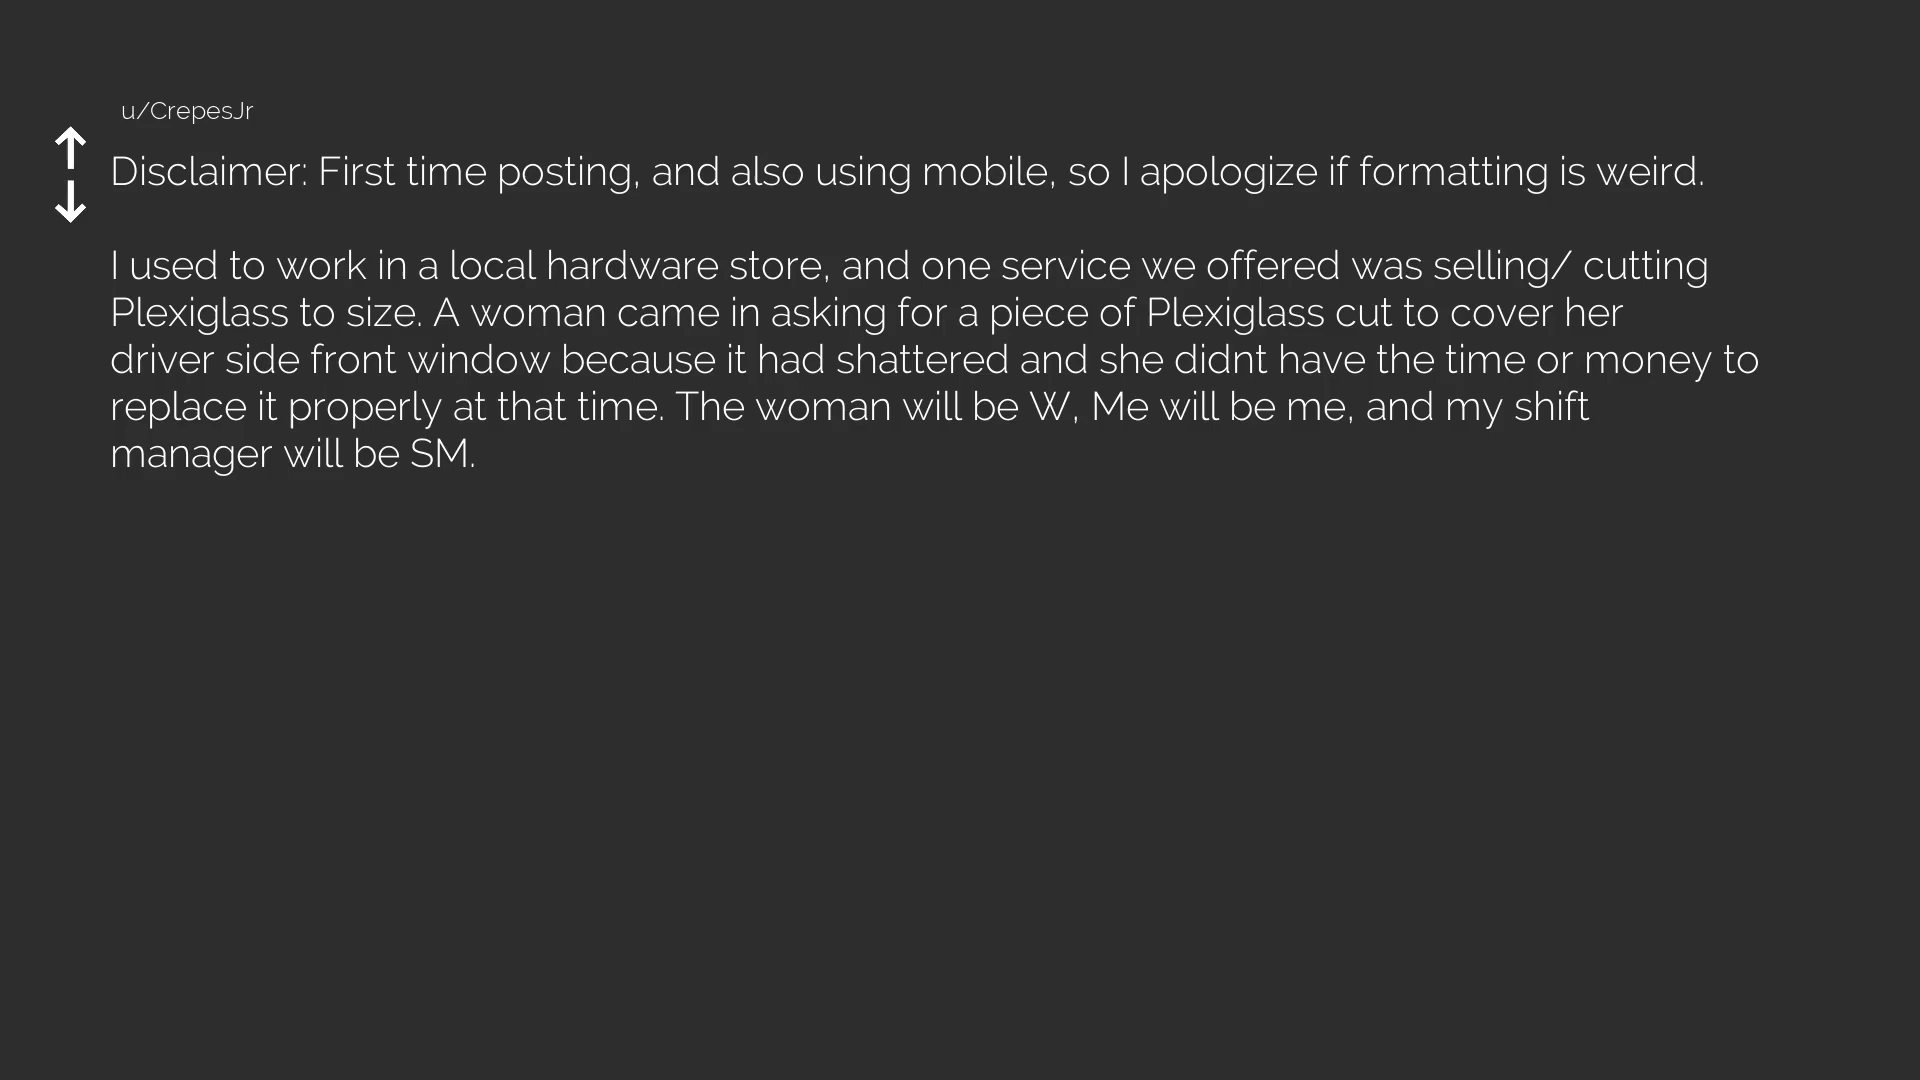 u/CrepesJr
Disclaimer: First time posting, and also using mobile, so I apologize if formatting is weird.
I used to work in a local hardware store, and one service we offered was selling/ cutting
Plexiglass to size. A woman came in asking for a piece of Plexiglass cut to cover her
driver side front window because it had shattered and she didnt have the time or money to
replace it properly at that time. The woman will be W, Me will be me, and my shift
manager will be SM.